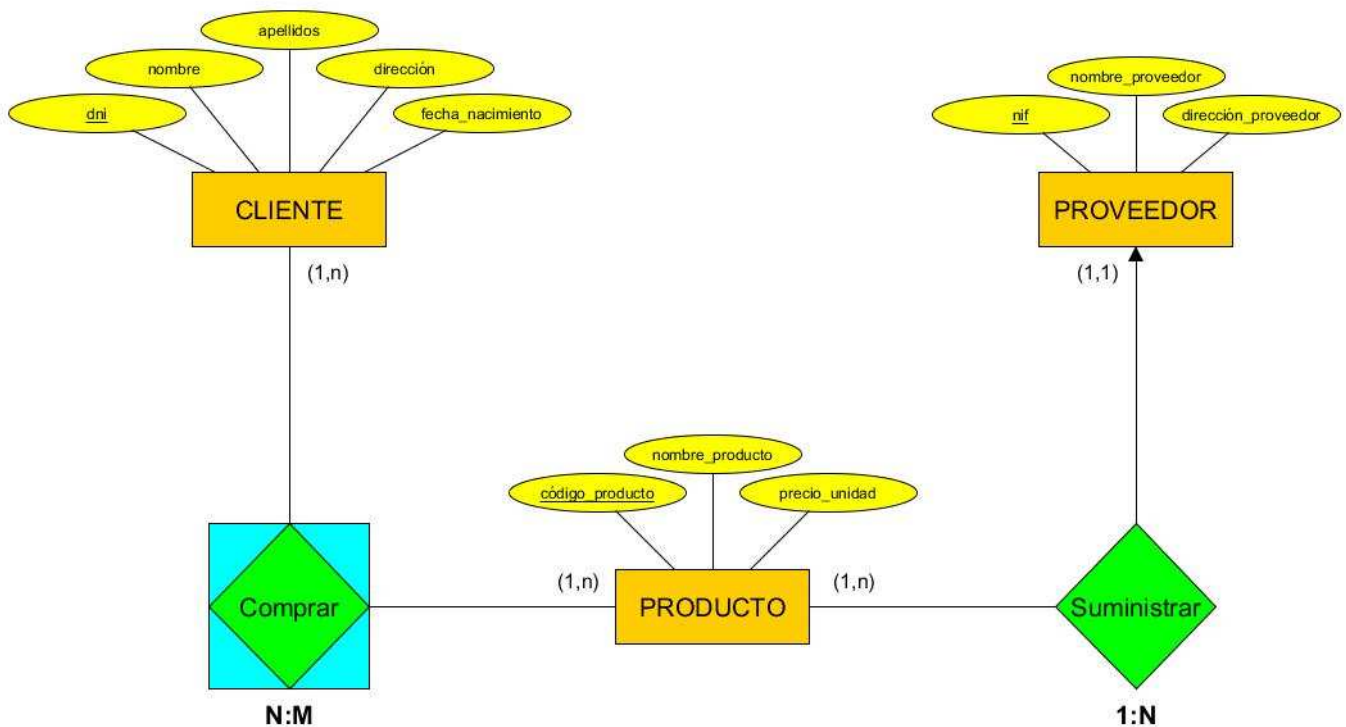 apellidos
nombre
dirección
dni
fecha_nacimiento
CLIENTE
(1,n)
nombre_proveedor
nif
dirección_proveedor
PROVEEDOR
(1,1)
nombre_producto
código_producto
precio_unidad
(1,n)
PRODUCTO
(1,n)
Comprar
N:M
Suministrar
1:N